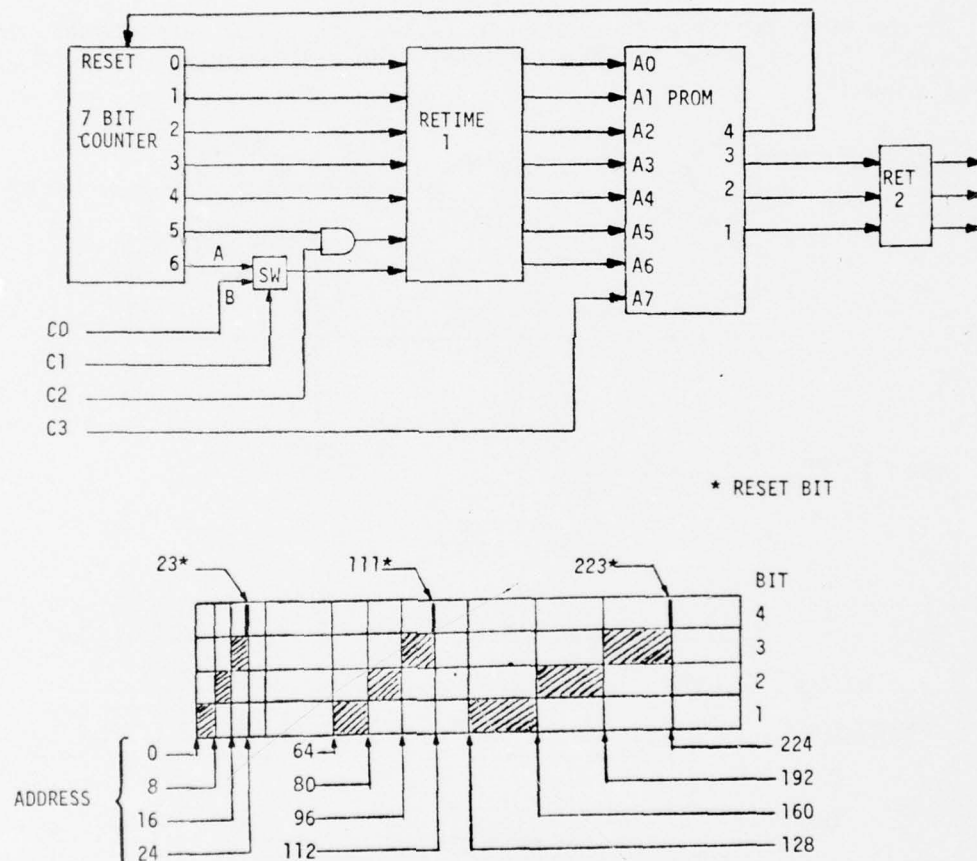 RESET 0
7 BIT
COUNTER
1
2
3
4
5
6
A
B
SW
RETIME
1
A0
A1 PROM
A2
A3
A4
A5
A6
A7
4
3
2
1
RET
2
C0
C1
C2
C3
* RESET BIT
23* 111* 223*
BIT
4
3
2
1
ADDRESS
0 64 224
8 80 192
16 96 160
24 112 128